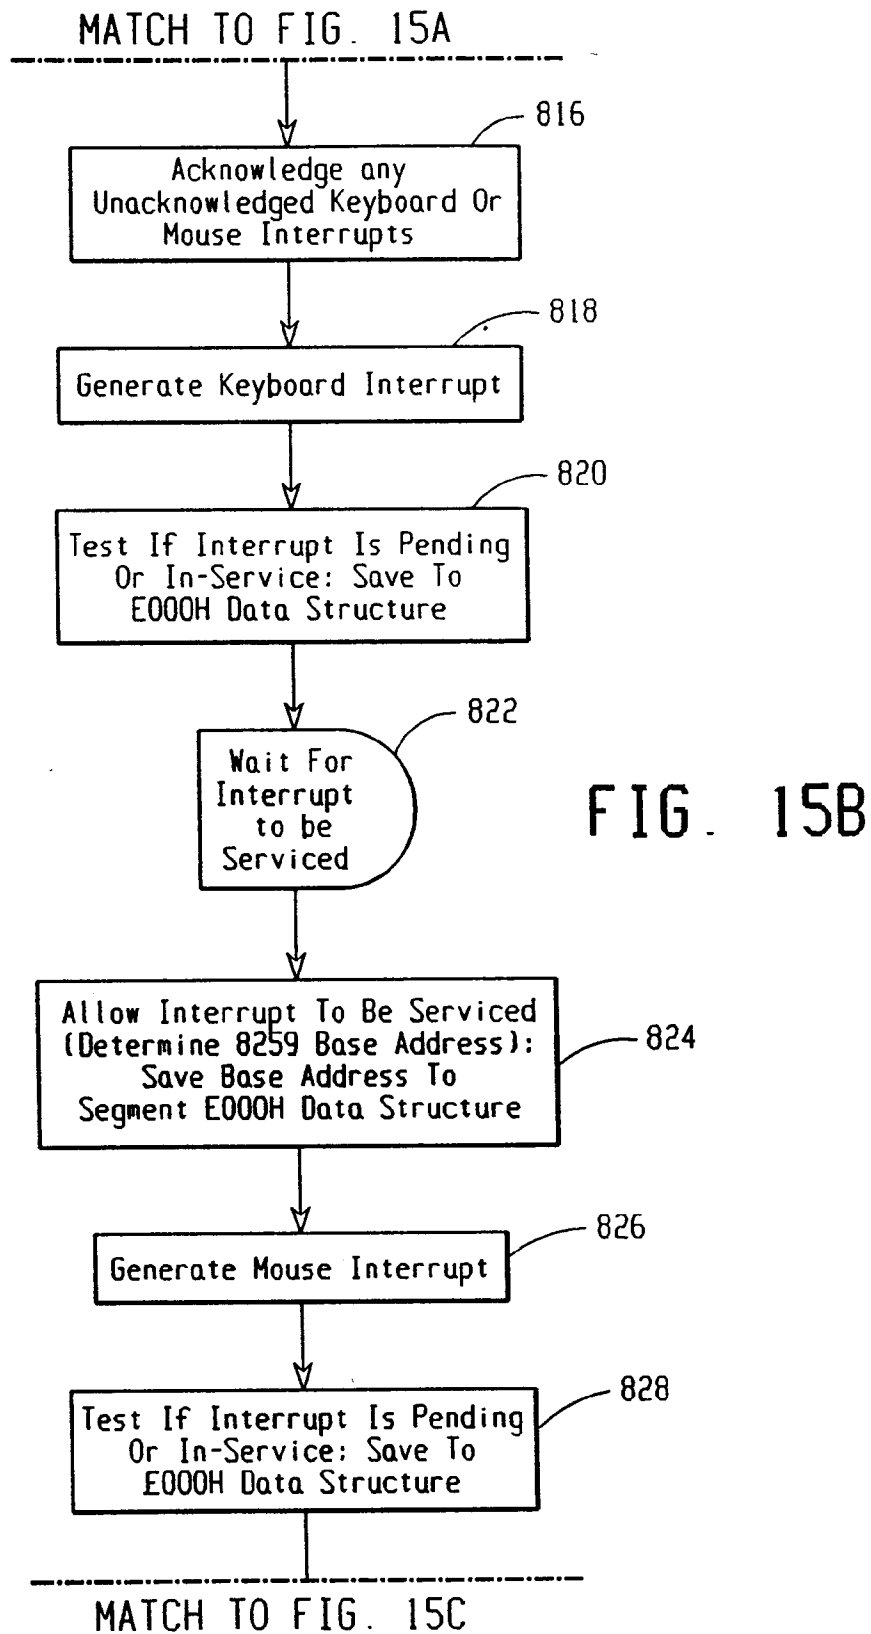 MATCH TO FIG. 15A
816
Acknowledge any
Unacknowledged Keyboard Or
Mouse Interrupts
818
Generate Keyboard Interrupt
820
Test If Interrupt Is Pending
Or In-Service: Save To
E000H Data Structure
822
Wait For
Interrupt
to be
Serviced
FIG. 15B
824
Allow Interrupt To Be Serviced
(Determine 8259 Base Address):
Save Base Address To
Segment E000H Data Structure
826
Generate Mouse Interrupt
828
Test If Interrupt Is Pending
Or In-Service: Save To
E000H Data Structure
MATCH TO FIG. 15C